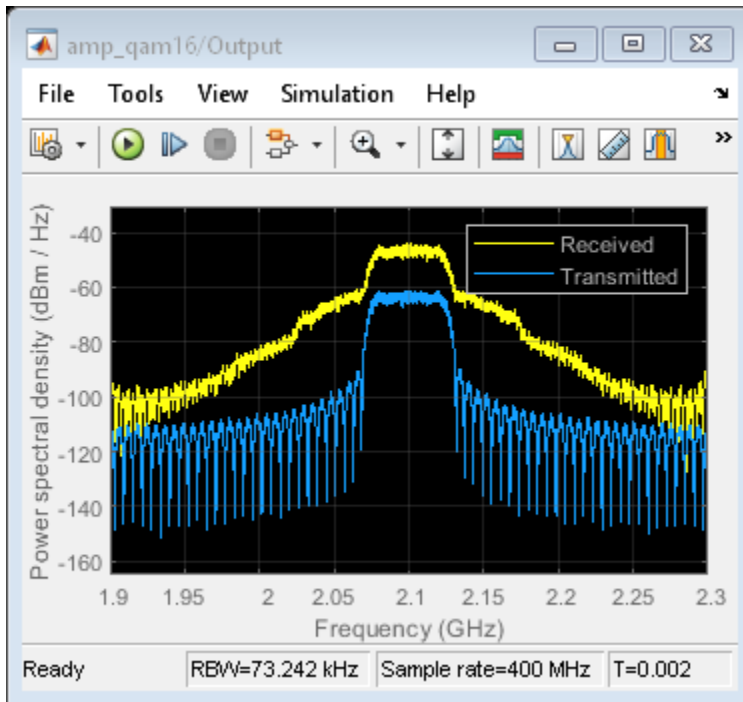 amp_qam16/Output
File Tools View Simulation Help
Received
Transmitted
Power spectral density (dBm / Hz)
-40
-60
-80
-100
-120
-140
-160
1.9 1.95 2 2.05 2.1 2.15 2.2 2.25 2.3
Frequency (GHz)
Ready RBW=73.242 kHz Sample rate=400 MHz T=0.002